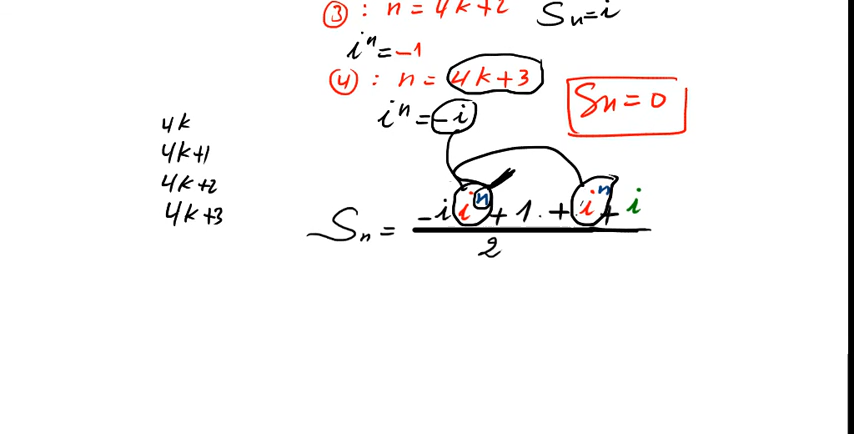 ③ : n = 4k+2 Sn=i
iⁿ=-1
④ : n = 4k+3
Sn=0
iⁿ=-i
4k
4k+1
4k+2
4k+3
Sn = (-i iⁿ + 1. + iⁿ + i) / 2